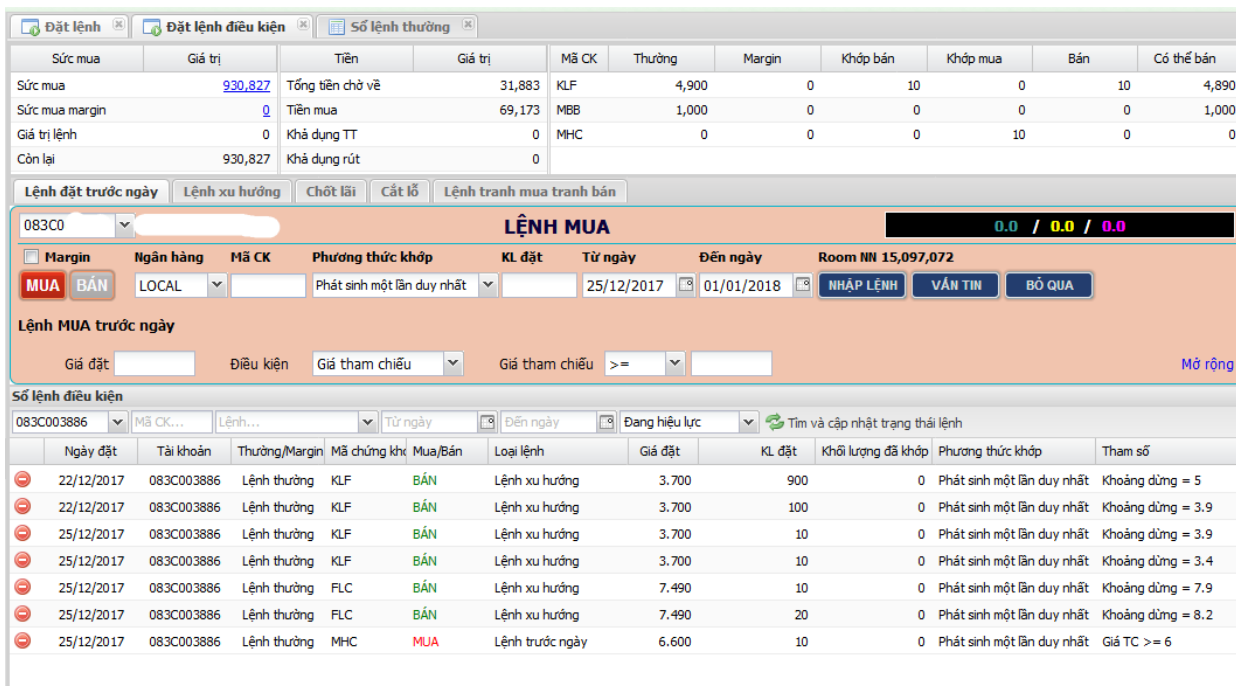 Đặt lệnh Đặt lệnh điều kiện Sổ lệnh thường
Sức mua Giá trị Tiền Giá trị Mã CK Thường Margin Khớp bán Khớp mua Bán Có thể bán
Sức mua 930,827 Tổng tiền chờ về 31,883 KLF 4,900 0 10 0 10 4,890
Sức mua margin 0 Tiền mua 69,173 MBB 1,000 0 0 0 0 1,000
Giá trị lệnh 0 Khả dụng TT 0 MHC 0 0 0 10 0 0
Còn lại 930,827 Khả dụng rút 0
Lệnh đặt trước ngày Lệnh xu hướng Chốt lãi Cắt lỗ Lệnh tranh mua tranh bán
083C0 LỆNH MUA 0.0 / 0.0 / 0.0
Margin Ngân hàng Mã CK Phương thức khớp KL đặt Từ ngày Đến ngày Room NN 15,097,072
MUA BÁN LOCAL Phát sinh một lần duy nhất 25/12/2017 01/01/2018 NHẬP LỆNH VẤN TIN BỎ QUA
Lệnh MUA trước ngày
Giá đặt Điều kiện Giá tham chiếu Giá tham chiếu >= Mở rộng
Sổ lệnh điều kiện
083C003886 Mã CK... Lệnh... Từ ngày Đến ngày Đang hiệu lực Tìm và cập nhật trạng thái lệnh
Ngày đặt Tài khoản Thường/Margin Mã chứng kho Mua/Bán Loại lệnh Giá đặt KL đặt Khối lượng đã khớp Phương thức khớp Tham số
22/12/2017 083C003886 Lệnh thường KLF BÁN Lệnh xu hướng 3.700 900 0 Phát sinh một lần duy nhất Khoảng dừng = 5
22/12/2017 083C003886 Lệnh thường KLF BÁN Lệnh xu hướng 3.700 100 0 Phát sinh một lần duy nhất Khoảng dừng = 3.9
25/12/2017 083C003886 Lệnh thường KLF BÁN Lệnh xu hướng 3.700 10 0 Phát sinh một lần duy nhất Khoảng dừng = 3.9
25/12/2017 083C003886 Lệnh thường KLF BÁN Lệnh xu hướng 3.700 10 0 Phát sinh một lần duy nhất Khoảng dừng = 3.4
25/12/2017 083C003886 Lệnh thường FLC BÁN Lệnh xu hướng 7.490 10 0 Phát sinh một lần duy nhất Khoảng dừng = 7.9
25/12/2017 083C003886 Lệnh thường FLC BÁN Lệnh xu hướng 7.490 20 0 Phát sinh một lần duy nhất Khoảng dừng = 8.2
25/12/2017 083C003886 Lệnh thường MHC MUA Lệnh trước ngày 6.600 10 0 Phát sinh một lần duy nhất Giá TC >= 6